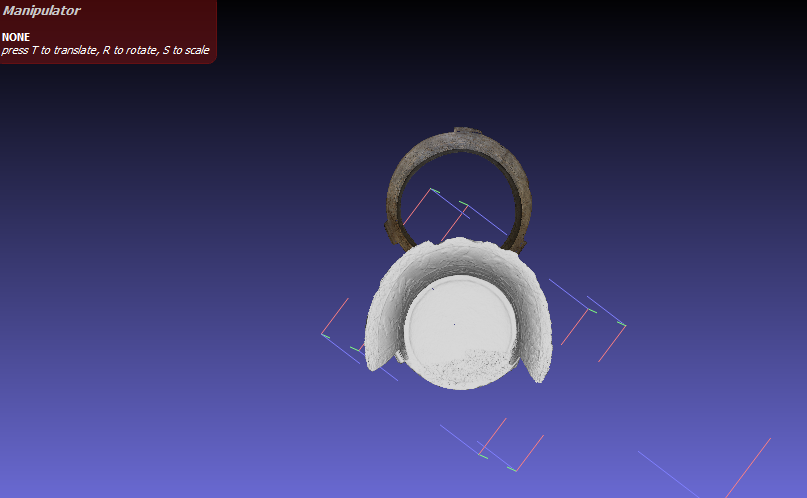 Manipulator
NONE
press T to translate, R to rotate, S to scale